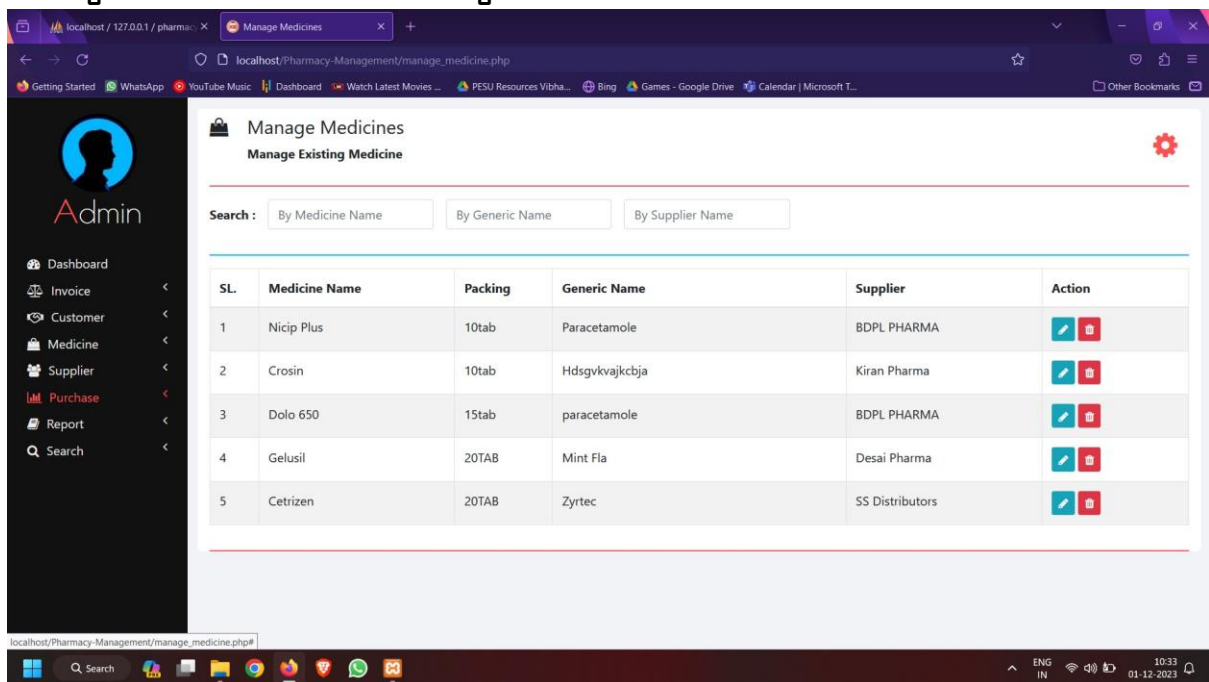 localhost / 127.0.0.1 / pharmac
Manage Medicines
localhost/Pharmacy-Management/manage_medicine.php
Getting Started WhatsApp YouTube Music Dashboard Watch Latest Movies ... PESU Resources Vibha... Bing Games - Google Drive Calendar | Microsoft T... Other Bookmarks
Admin
Dashboard
Invoice
Customer
Medicine
Supplier
Purchase
Report
Search
Manage Medicines
Manage Existing Medicine
Search : By Medicine Name By Generic Name By Supplier Name
SL. Medicine Name Packing Generic Name Supplier Action
1 Nicip Plus 10tab Paracetamole BDPL PHARMA
2 Crosin 10tab Hdsgvkvajkcbja Kiran Pharma
3 Dolo 650 15tab paracetamole BDPL PHARMA
4 Gelusil 20TAB Mint Fla Desai Pharma
5 Cetrizen 20TAB Zyrtec SS Distributors
localhost/Pharmacy-Management/manage_medicine.php#
Search
ENG
IN
10:33
01-12-2023